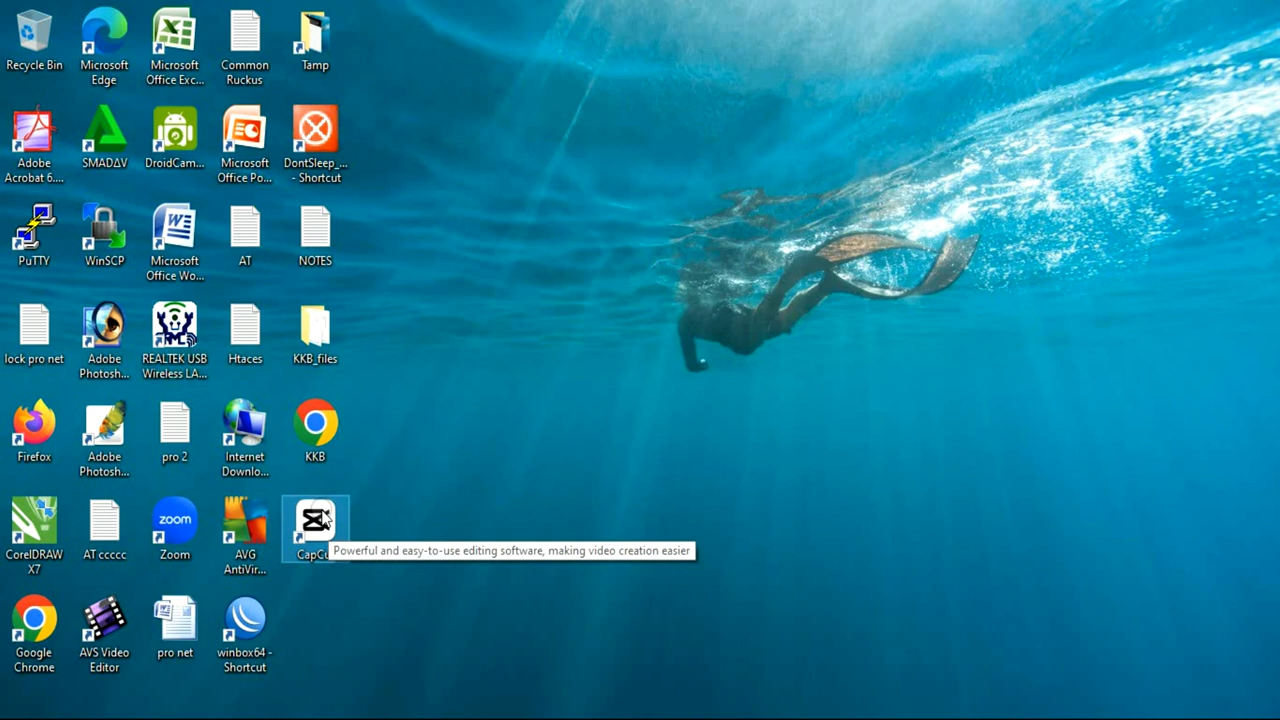 Recycle Bin
Microsoft
Edge
Microsoft
Office Exc...
Common
Ruckus
Tamp
Adobe
Acrobat 6....
SMADΔV
DroidCam...
Microsoft
Office Po...
DontSleep_...
- Shortcut
PuTTY
WinSCP
Microsoft
Office Wo...
AT
NOTES
lock pro net
Adobe
Photosh...
REALTEK USB
Wireless LA...
Htaces
KKB_files
Firefox
Adobe
Photosh...
pro 2
Internet
Downlo...
KKB
CorelDRAW
X7
AT ccccc
zoom
Zoom
AVG
AntiVir...
Powerful and easy-to-use editing software, making video creation easier
Google
Chrome
AVS Video
Editor
pro net
winbox64 -
Shortcut